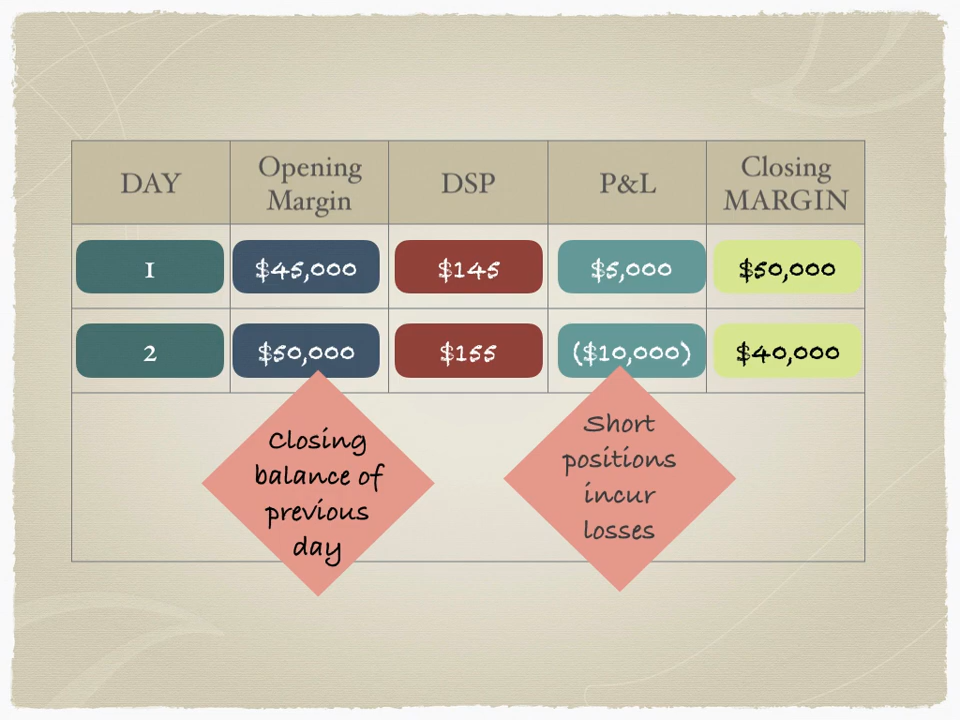 DAY Opening Margin DSP P&L Closing MARGIN
1 $45,000 $145 $5,000 $50,000
2 $50,000 $155 ($10,000) $40,000
Closing
balance of
previous
day
Short
positions
incur
losses